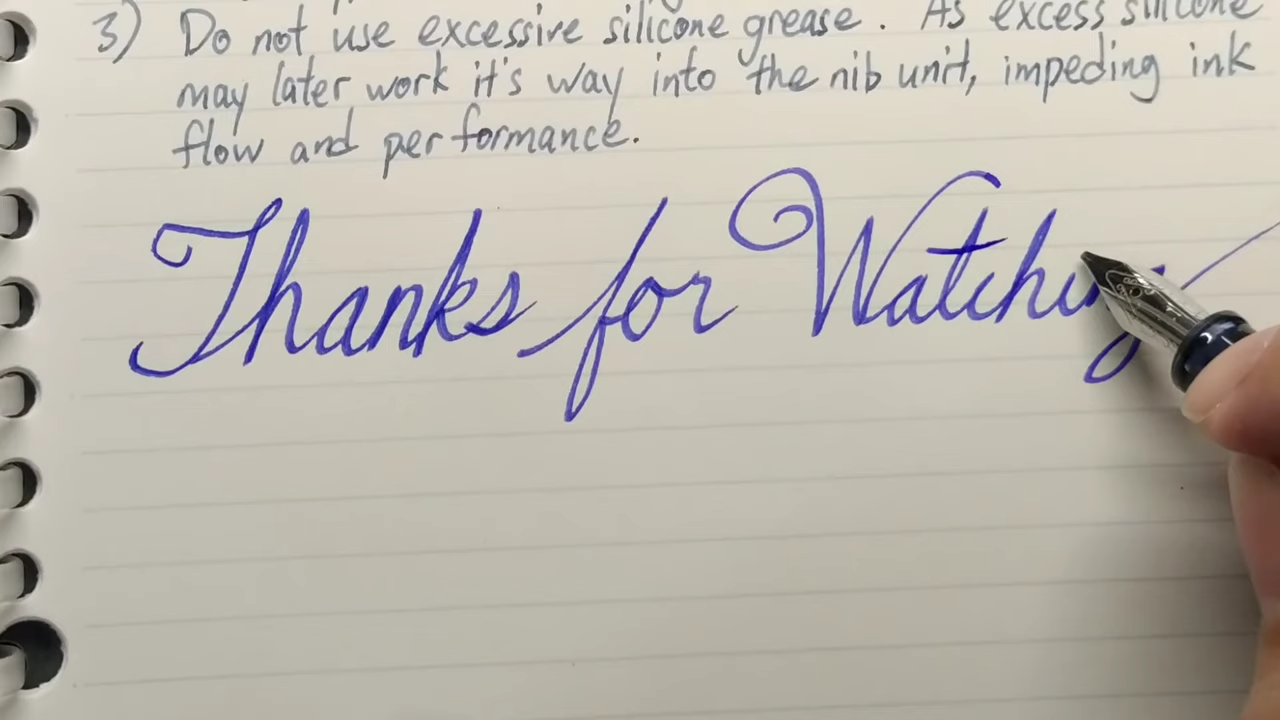 3) Do not use excessive silicone grease. As excess silicone
may later work it's way into the nib unit, impeding ink
flow and performance.
Thanks for Watching